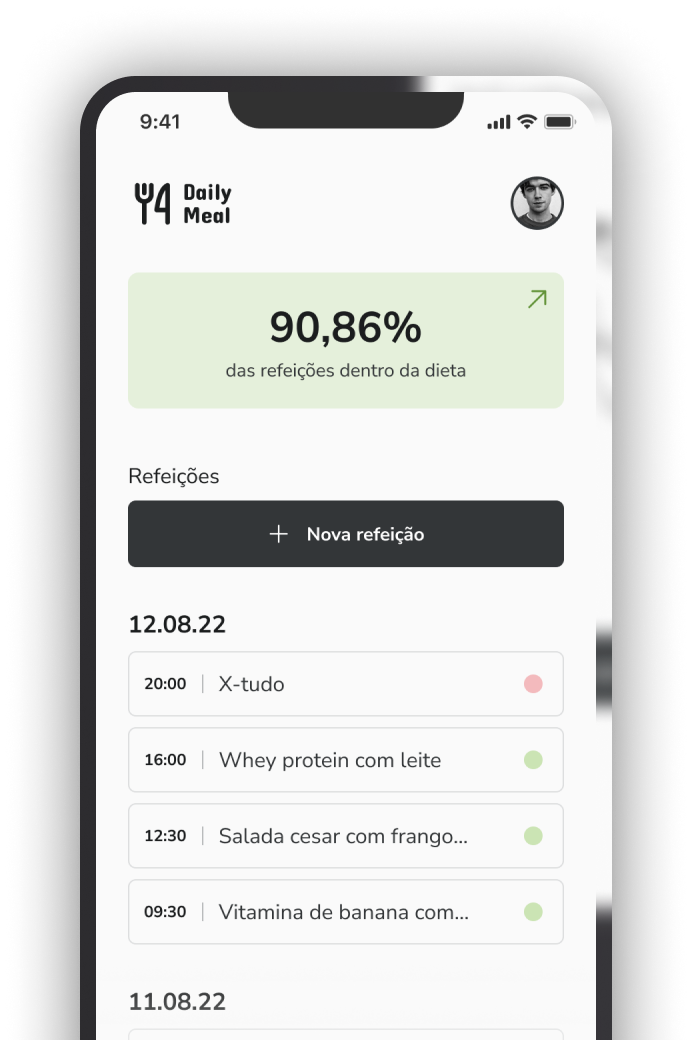 9:41
Daily
Meal
90,86%
das refeições dentro da dieta
Refeições
Nova refeição
12.08.22
20:00 X-tudo
16:00 Whey protein com leite
12:30 Salada cesar com frango...
09:30 Vitamina de banana com...
11.08.22